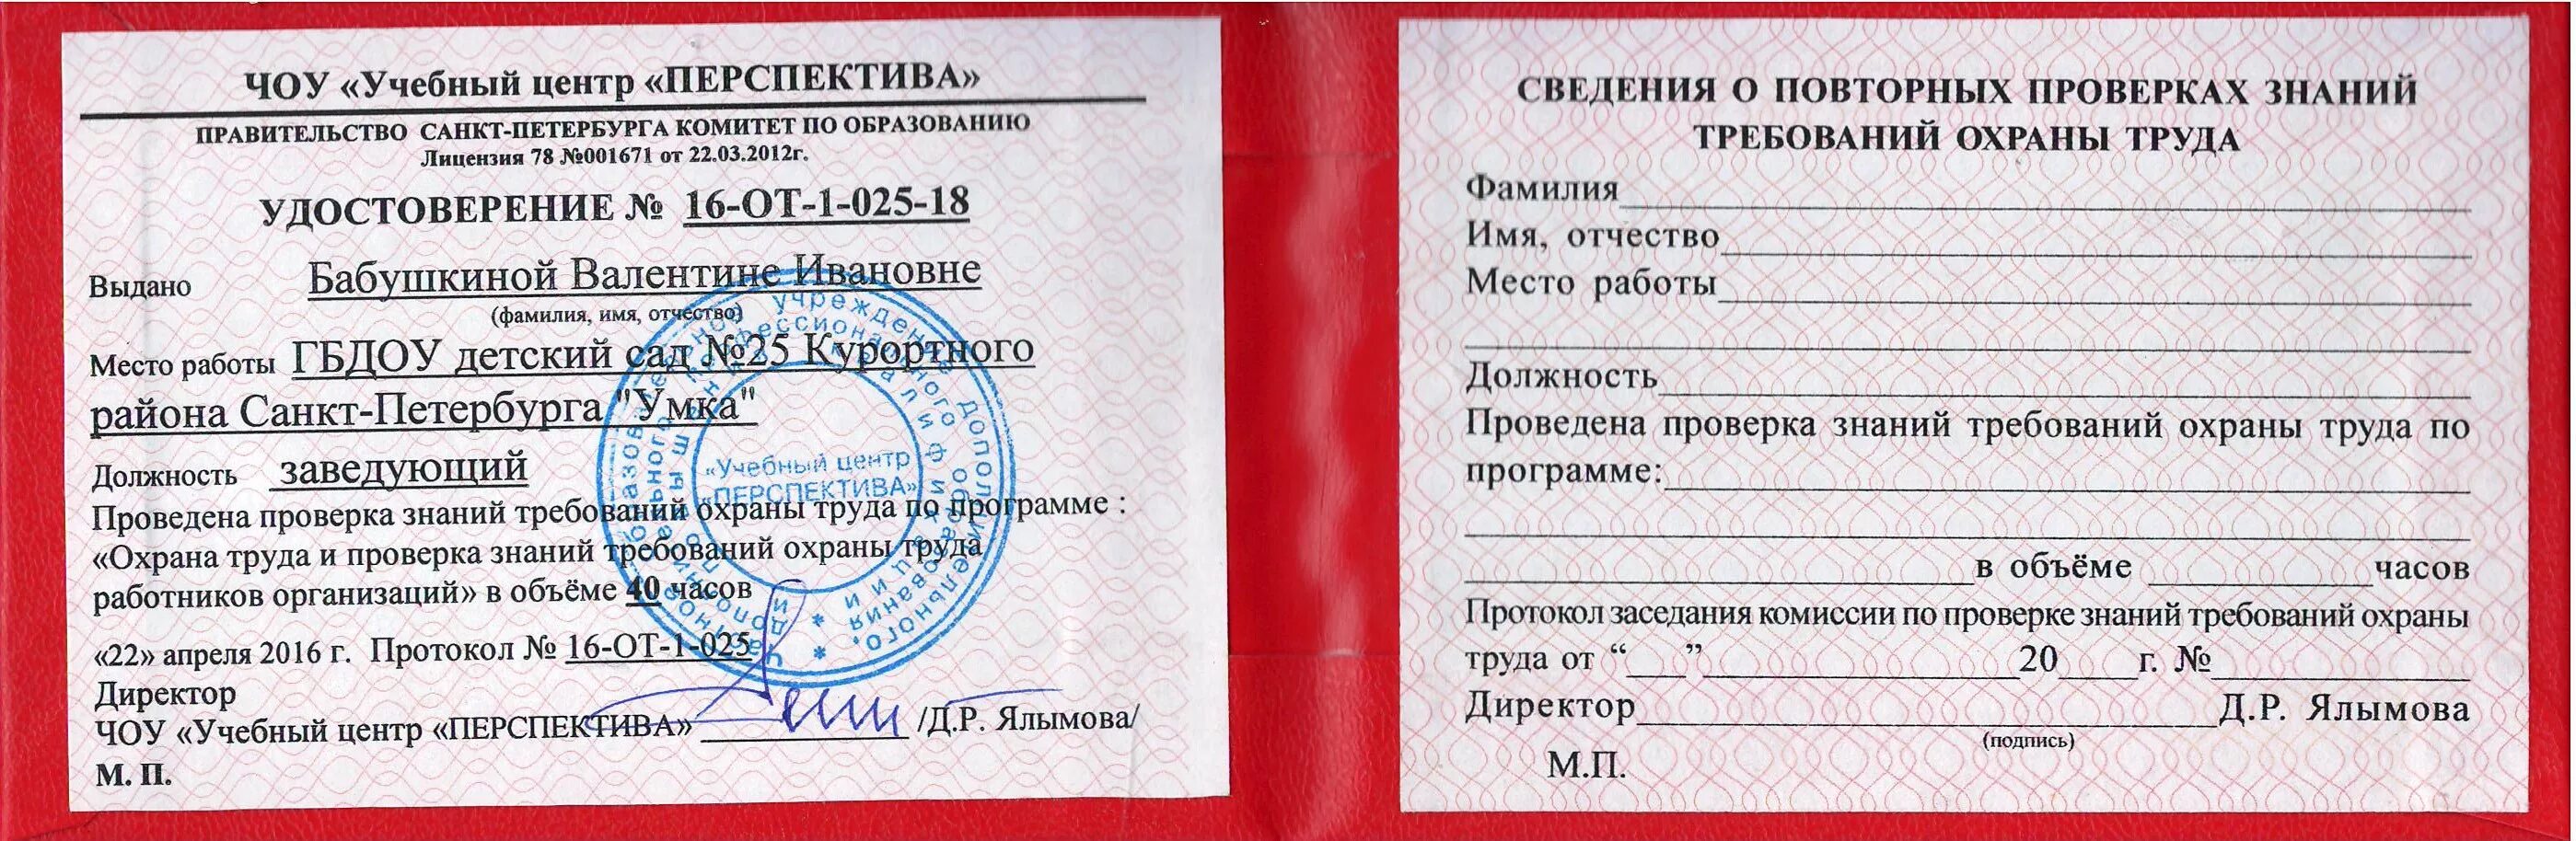 ЧОУ «Учебный центр «ПЕРСПЕКТИВА»
ПРАВИТЕЛЬСТВО САНКТ-ПЕТЕРБУРГА КОМИТЕТ ПО ОБРАЗОВАНИЮ
Лицензия 78 №001671 от 22.03.2012г.
УДОСТОВЕРЕНИЕ № 16-ОТ-1-025-18
Выдано Бабушкиной Валентине Ивановне
(фамилия, имя, отчество)
Место работы ГБДОУ детский сад №25 Курортного
района Санкт-Петербурга "Умка"
Должность заведующий
Проведена проверка знаний требований охраны труда по программе :
«Охрана труда и проверка знаний требований охраны труда
работников организаций» в объёме 40 часов
«22» апреля 2016 г. Протокол № 16-ОТ-1-025
Директор
ЧОУ «Учебный центр «ПЕРСПЕКТИВА» /Д.Р. Ялымова/
М. П.
«Учебный центр
«ПЕРСПЕКТИВА»
СВЕДЕНИЯ О ПОВТОРНЫХ ПРОВЕРКАХ ЗНАНИЙ
ТРЕБОВАНИЙ ОХРАНЫ ТРУДА
Фамилия
Имя, отчество
Место работы
Должность
Проведена проверка знаний требований охраны труда по
программе:
в объёме часов
Протокол заседания комиссии по проверке знаний требований охраны
труда от “___” 20 г. №
Директор Д.Р. Ялымова
(подпись)
М.П.